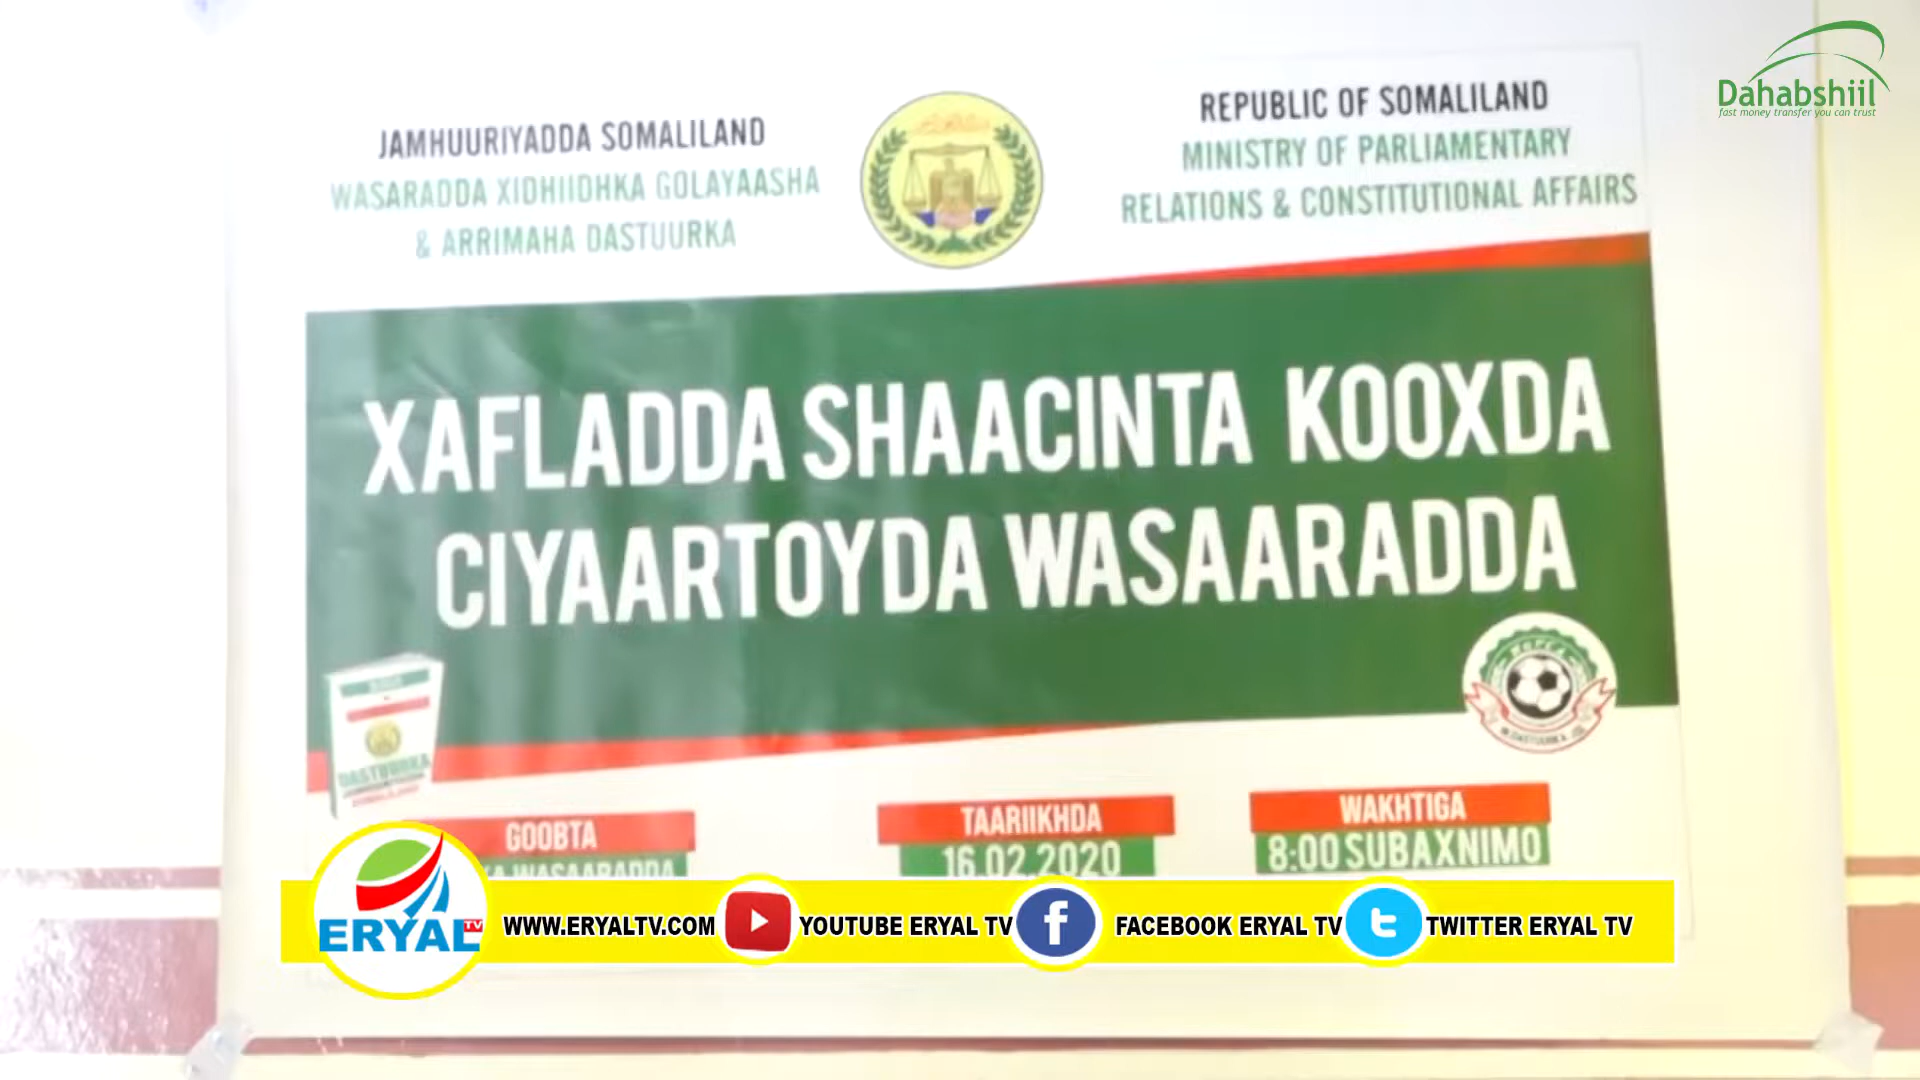 Dahabshiil
fast money transfer you can trust
JAMHUURIYADDA SOMALILAND
WASARADDA XIDHIIDHKA GOLAYAASHA
& ARRIMAHA DASTUURKA
REPUBLIC OF SOMALILAND
MINISTRY OF PARLIAMENTARY
RELATIONS & CONSTITUTIONAL AFFAIRS
XAFLADDA SHAACINTA KOOXDA
CIYAARTOYDA WASAARADDA
DASTUURKA
GOOBTA
WASAARADDA
TAARIIKHDA
16.02.2020
WAKHTIGA
8:00 SUBAXNIMO
ERYAL TV
WWW.ERYALTV.COM
YOUTUBE ERYAL TV
FACEBOOK ERYAL TV
TWITTER ERYAL TV